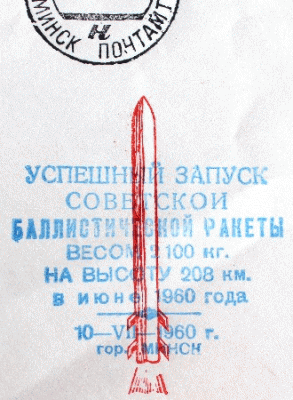 МИНСК ПОЧТАМТ
Н
УСПЕШНЫЙ ЗАПУСК
СОВЕТСКОЙ
БАЛЛИСТИЧЕСКОЙ РАКЕТЫ
ВЕСОМ 2100 кг.
НА ВЫСОТУ 208 км.
в июне 1960 года
10—VII—1960 г.
гор. МИНСК